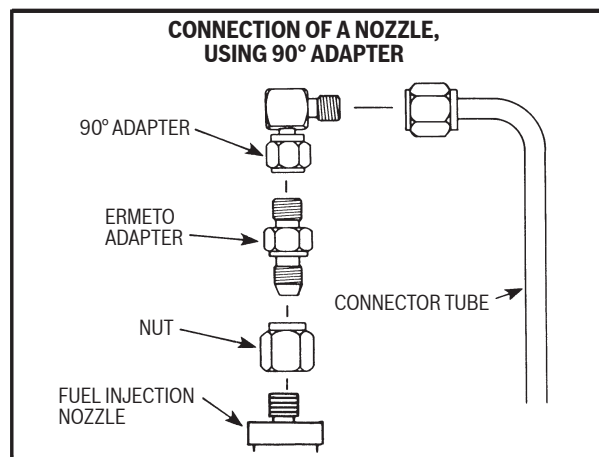 CONNECTION OF A NOZZLE,
USING 90° ADAPTER
90° ADAPTER
ERMETO
ADAPTER
CONNECTOR TUBE
NUT
FUEL INJECTION
NOZZLE